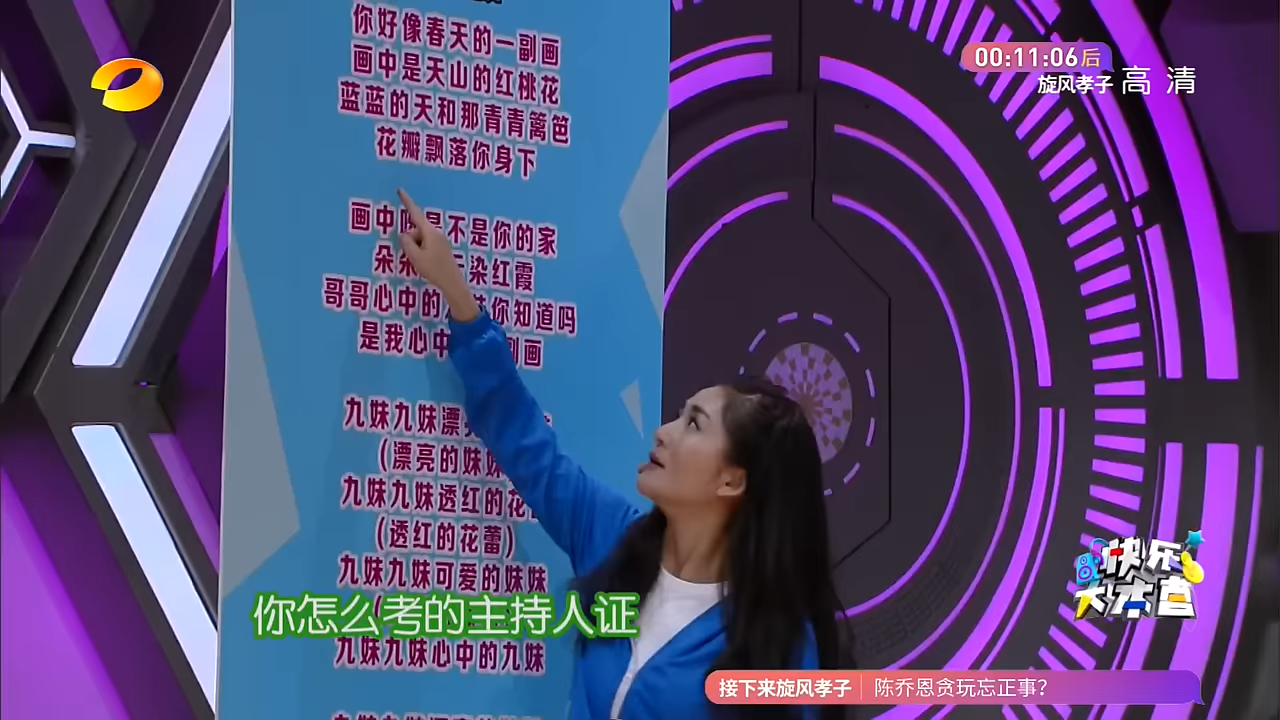 你好像春天的一副画
画中是天山的红桃花
蓝蓝的天和那青青篱笆
花瓣飘落你身下
画中 是不是你的家
朵 云染红霞
哥哥心中的 你知道吗
是我心中 副画
九妹九妹漂亮
(漂亮的妹妹
九妹九妹透红的花
(透红的花蕾)
九妹九妹可爱的妹妹
九妹九妹心中的九妹
你怎么考的主持人证
00:11:06后
旋风孝子 高清
快乐大本营
接下来旋风孝子 陈乔恩贪玩忘正事?